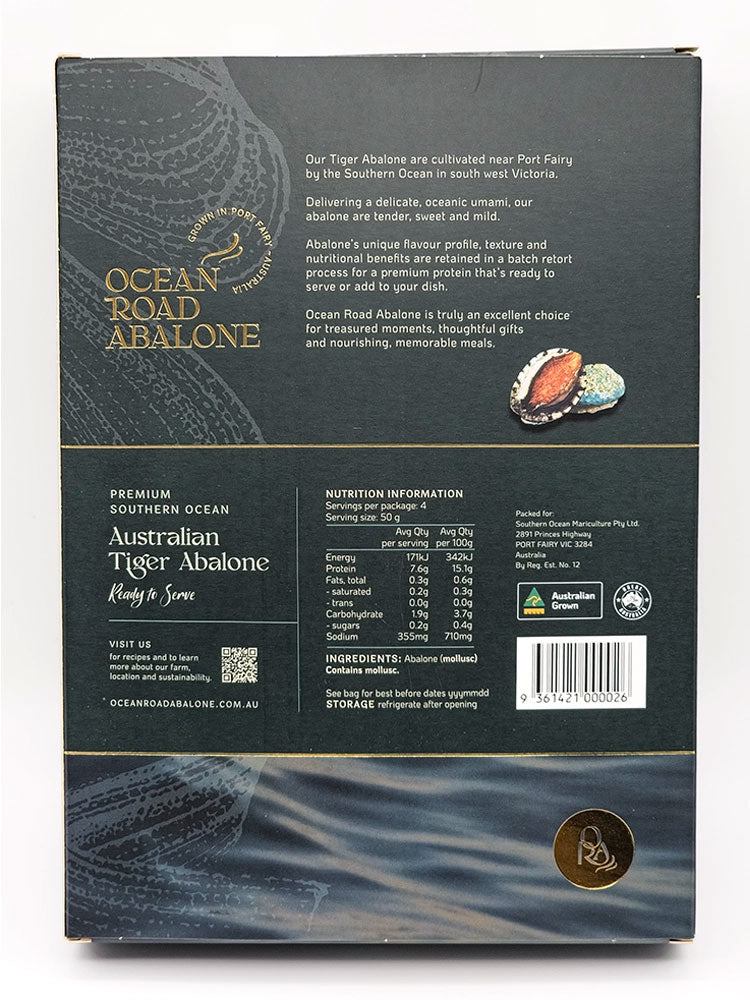 GROWN IN PORT FAIRY ~ AUSTRALIA
OCEAN
ROAD
ABALONE
Our Tiger Abalone are cultivated near Port Fairy
by the Southern Ocean in south west Victoria.
Delivering a delicate, oceanic umami, our
abalone are tender, sweet and mild.
Abalone's unique flavour profile, texture and
nutritional benefits are retained in a batch retort
process for a premium protein that's ready to
serve or add to your dish.
Ocean Road Abalone is truly an excellent choice
for treasured moments, thoughtful gifts
and nourishing, memorable meals.
PREMIUM
SOUTHERN OCEAN
Australian
Tiger Abalone
Ready to Serve
VISIT US
for recipes and to learn
more about our farm,
location and sustainability.
OCEANROADABALONE.COM.AU
NUTRITION INFORMATION
Servings per package: 4
Serving size: 50 g
Avg Qty Avg Qty
per serving per 100g
Energy 171kJ 342kJ
Protein 7.6g 15.1g
Fats, total 0.3g 0.6g
- saturated 0.2g 0.3g
- trans 0.0g 0.0g
Carbohydrate 1.9g 3.7g
- sugars 0.2g 0.4g
Sodium 355mg 710mg
INGREDIENTS: Abalone (mollusc)
Contains mollusc.
See bag for best before dates yyymmdd
STORAGE refrigerate after opening
Packed for:
Southern Ocean Mariculture Pty Ltd.
2891 Princes Highway
PORT FAIRY VIC 3284
Australia
By Reg. Est. No. 12
Australian
Grown
HALAL
AUSTRALIA
9 361421 000026
ORA